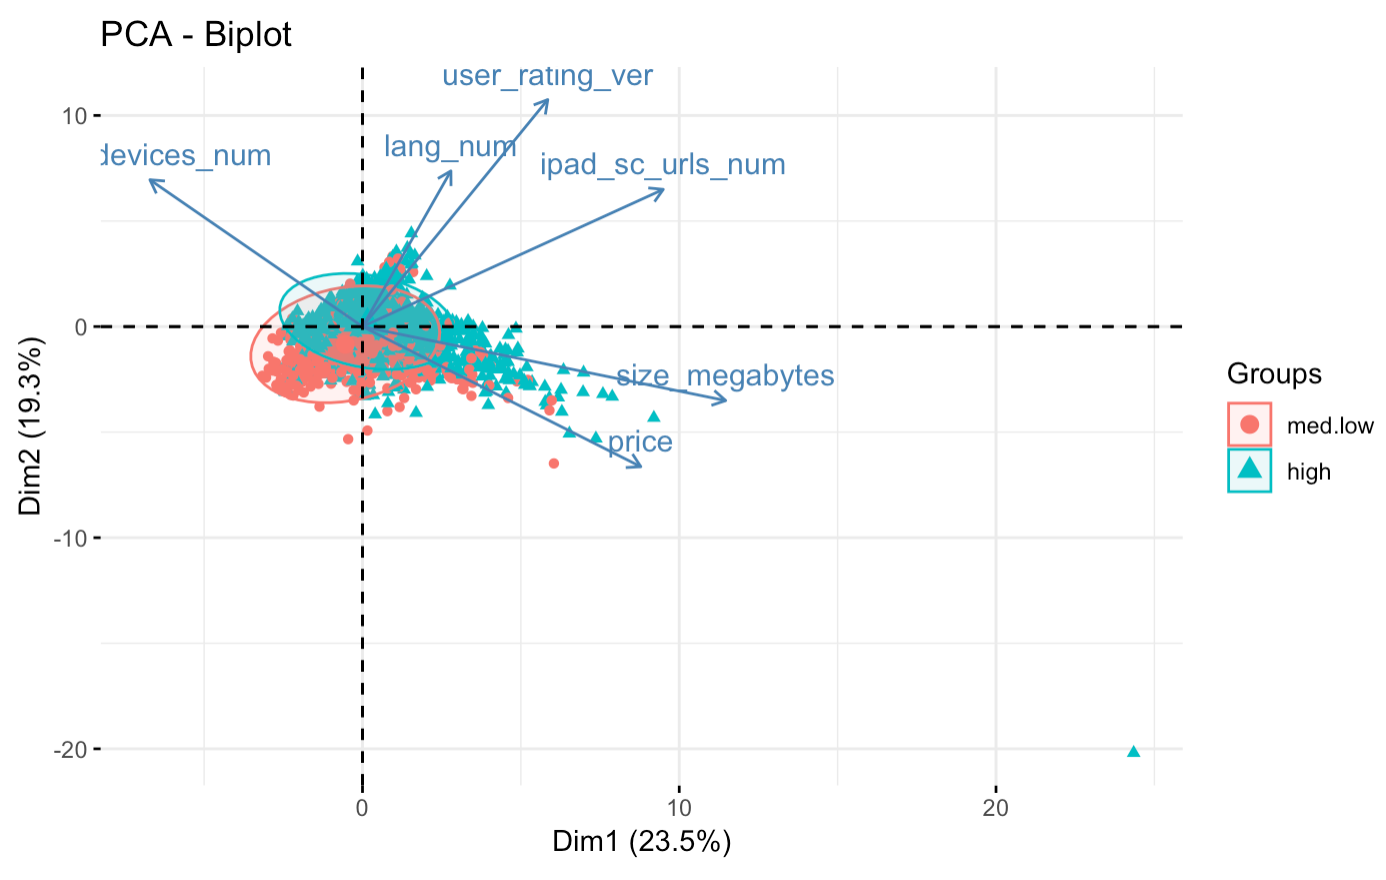 PCA - Biplot
user_rating_ver
lang_num
devices_num
ipad_sc_urls_num
size_megabytes
price
10
0
-10
-20
0
10
20
Dim1 (23.5%)
Dim2 (19.3%)
Groups
med.low
high